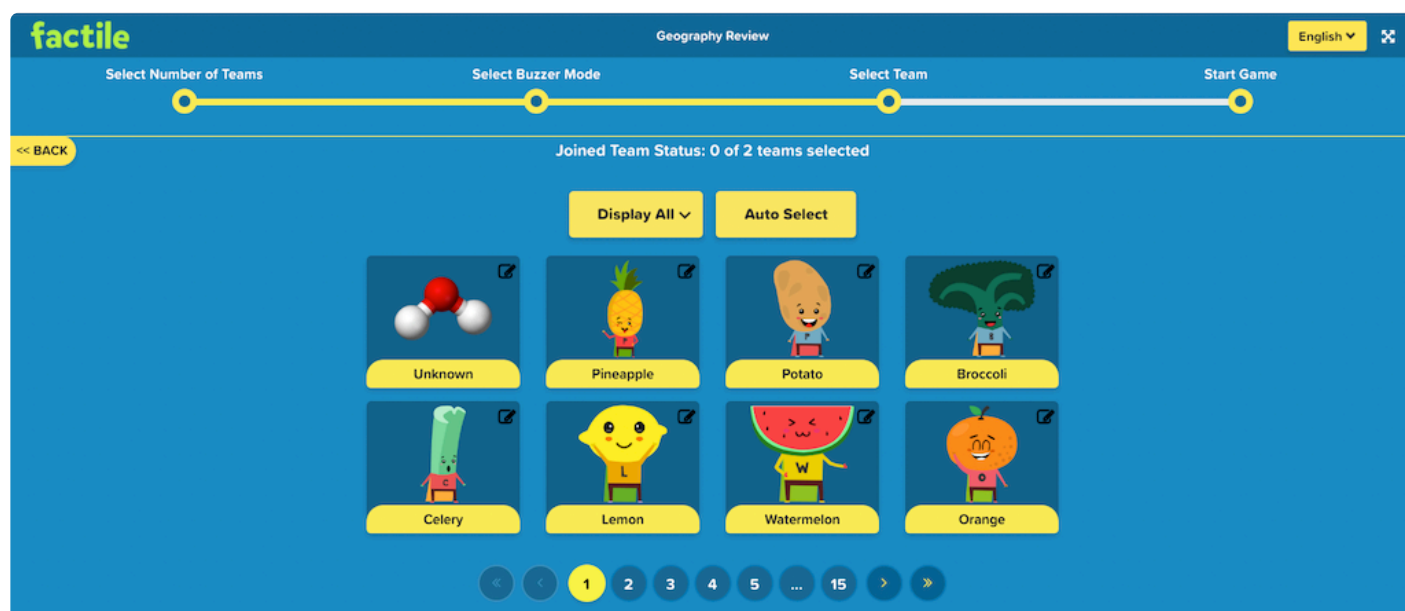 factile
Geography Review
English
Select Number of Teams
Select Buzzer Mode
Select Team
Start Game
<< BACK
Joined Team Status: 0 of 2 teams selected
Display All
Auto Select
P
P
B
Unknown
Pineapple
Potato
Broccoli
C
L
W
O
Celery
Lemon
Watermelon
Orange
« ‹ 1 2 3 4 5 ... 15 › »